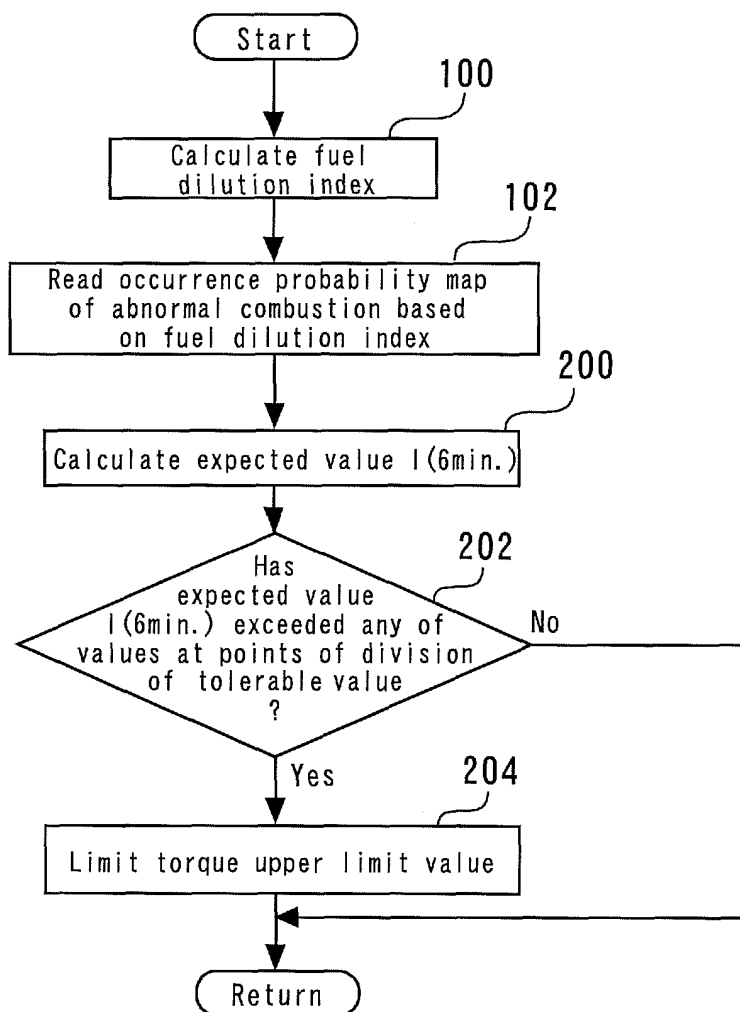 Start
100
Calculate fuel
dilution index
102
Read occurrence probability map
of abnormal combustion based
on fuel dilution index
200
Calculate expected value I(6min.)
202
Has
expected value
I(6min.) exceeded any of
values at points of division
of tolerable value
?
No
Yes
204
Limit torque upper limit value
Return